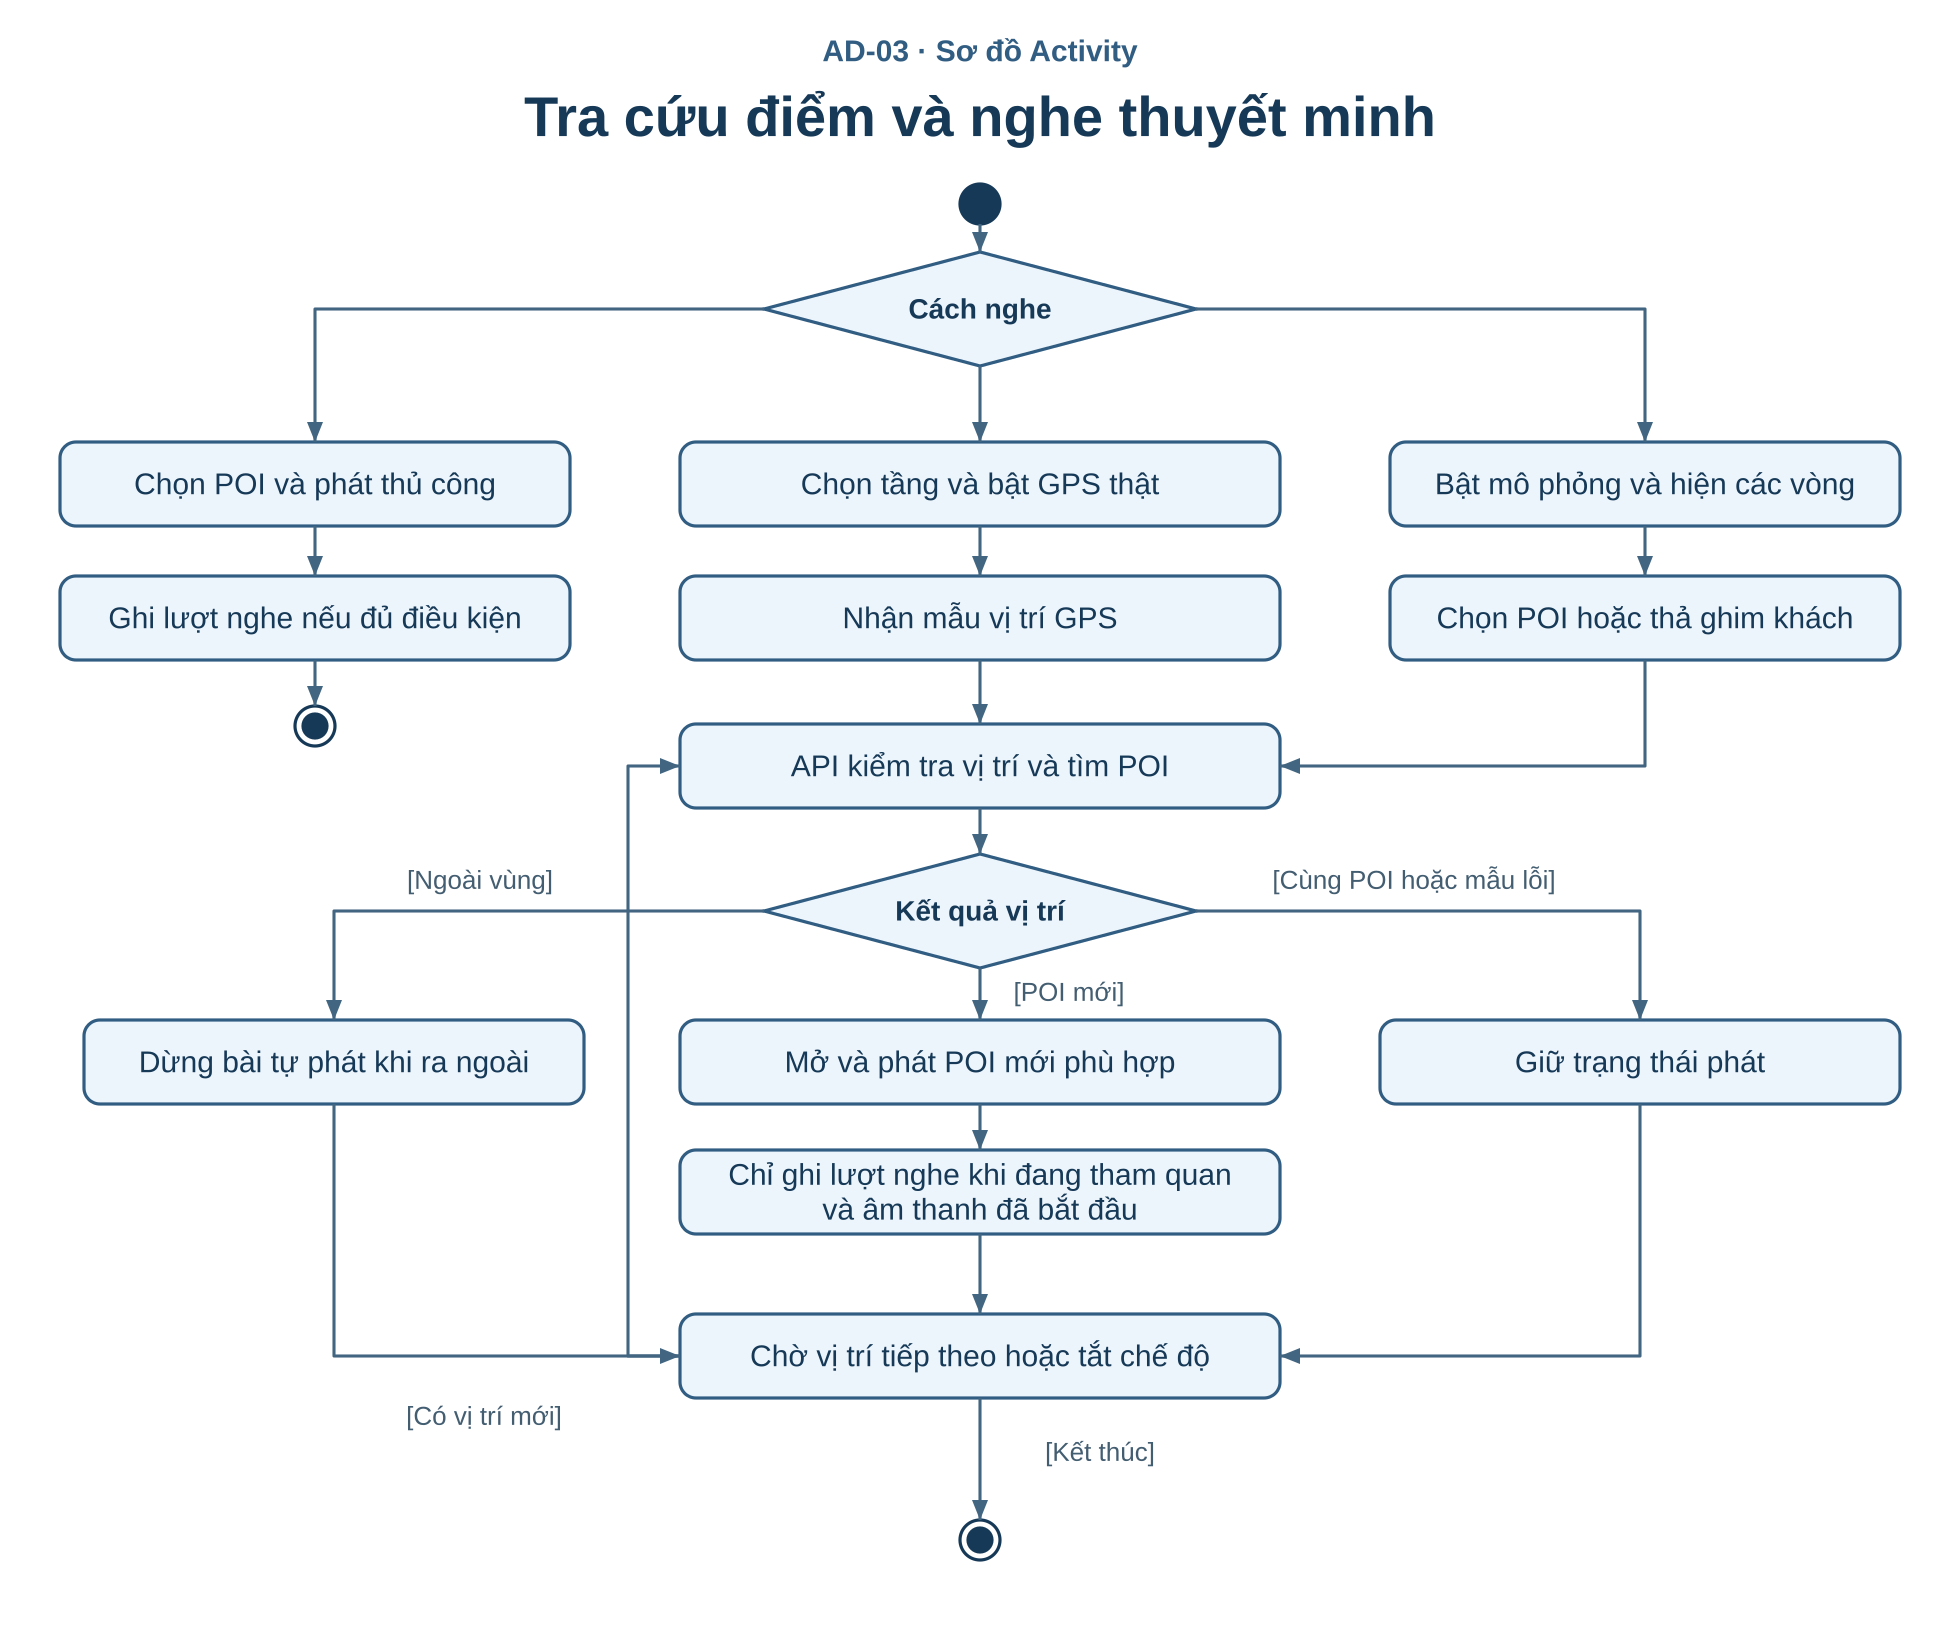 AD-03 · Sơ đồ Activity
Tra cứu điểm và nghe thuyết minh
Cách nghe
Chọn POI và phát thủ công
Chọn tầng và bật GPS thật
Bật mô phỏng và hiện các vòng
Ghi lượt nghe nếu đủ điều kiện
Nhận mẫu vị trí GPS
Chọn POI hoặc thả ghim khách
API kiểm tra vị trí và tìm POI
[Ngoài vùng]
[Cùng POI hoặc mẫu lỗi]
Kết quả vị trí
[POI mới]
Dừng bài tự phát khi ra ngoài
Mở và phát POI mới phù hợp
Giữ trạng thái phát
Chỉ ghi lượt nghe khi đang tham quan
và âm thanh đã bắt đầu
Chờ vị trí tiếp theo hoặc tắt chế độ
[Có vị trí mới]
[Kết thúc]